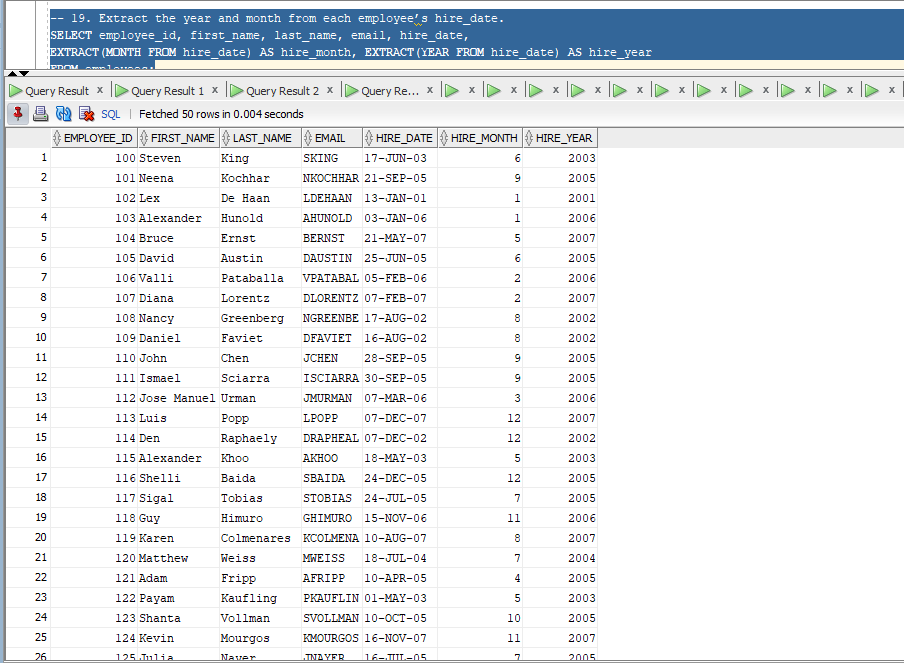 -- 19. Extract the year and month from each employee’s hire_date.
SELECT employee_id, first_name, last_name, email, hire_date,
EXTRACT(MONTH FROM hire_date) AS hire_month, EXTRACT(YEAR FROM hire_date) AS hire_year
FROM employees;
Query Result x Query Result 1 x Query Result 2 x Query Re... x x x x x x x x x x x x
SQL | Fetched 50 rows in 0.004 seconds
EMPLOYEE_ID FIRST_NAME LAST_NAME EMAIL HIRE_DATE HIRE_MONTH HIRE_YEAR
1 100 Steven King SKING 17-JUN-03 6 2003
2 101 Neena Kochhar NKOCHHAR 21-SEP-05 9 2005
3 102 Lex De Haan LDEHAAN 13-JAN-01 1 2001
4 103 Alexander Hunold AHUNOLD 03-JAN-06 1 2006
5 104 Bruce Ernst BERNST 21-MAY-07 5 2007
6 105 David Austin DAUSTIN 25-JUN-05 6 2005
7 106 Valli Pataballa VPATABAL 05-FEB-06 2 2006
8 107 Diana Lorentz DLORENTZ 07-FEB-07 2 2007
9 108 Nancy Greenberg NGREENBE 17-AUG-02 8 2002
10 109 Daniel Faviet DFAVIET 16-AUG-02 8 2002
11 110 John Chen JCHEN 28-SEP-05 9 2005
12 111 Ismael Sciarra ISCIARRA 30-SEP-05 9 2005
13 112 Jose Manuel Urman JMURMAN 07-MAR-06 3 2006
14 113 Luis Popp LPOPP 07-DEC-07 12 2007
15 114 Den Raphaely DRAPHEAL 07-DEC-02 12 2002
16 115 Alexander Khoo AKHOO 18-MAY-03 5 2003
17 116 Shelli Baida SBAIDA 24-DEC-05 12 2005
18 117 Sigal Tobias STOBIAS 24-JUL-05 7 2005
19 118 Guy Himuro GHIMURO 15-NOV-06 11 2006
20 119 Karen Colmenares KCOLMENA 10-AUG-07 8 2007
21 120 Matthew Weiss MWEISS 18-JUL-04 7 2004
22 121 Adam Fripp AFRIPP 10-APR-05 4 2005
23 122 Payam Kaufling PKAUFLIN 01-MAY-03 5 2003
24 123 Shanta Vollman SVOLLMAN 10-OCT-05 10 2005
25 124 Kevin Mourgos KMOURGOS 16-NOV-07 11 2007
26 125 Julia Nayer JNAYER 16-JUL-05 7 2005